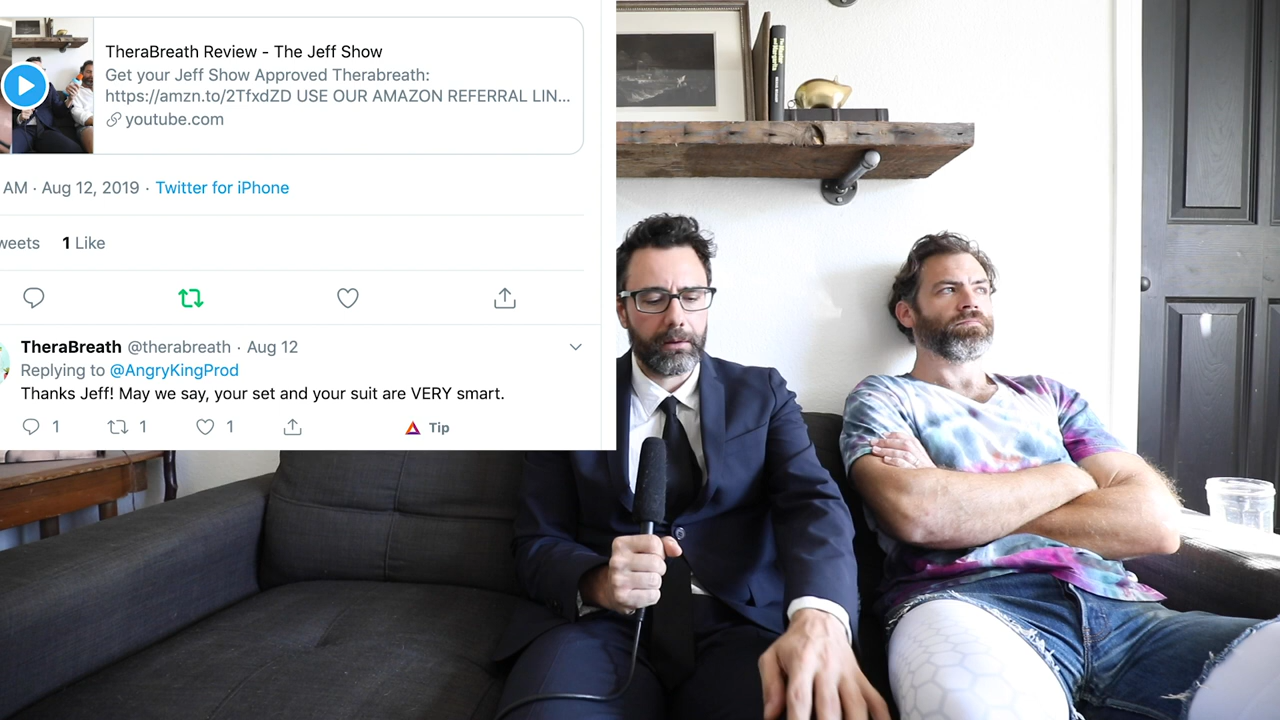 TheraBreath Review - The Jeff Show
Get your Jeff Show Approved Therabreath:
https://amzn.to/2TfxdZD USE OUR AMAZON REFERRAL LIN...
youtube.com
AM · Aug 12, 2019 · Twitter for iPhone
weets 1 Like
TheraBreath @therabreath · Aug 12
Replying to @AngryKingProd
Thanks Jeff! May we say, your set and your suit are VERY smart.
1 1 1 Tip